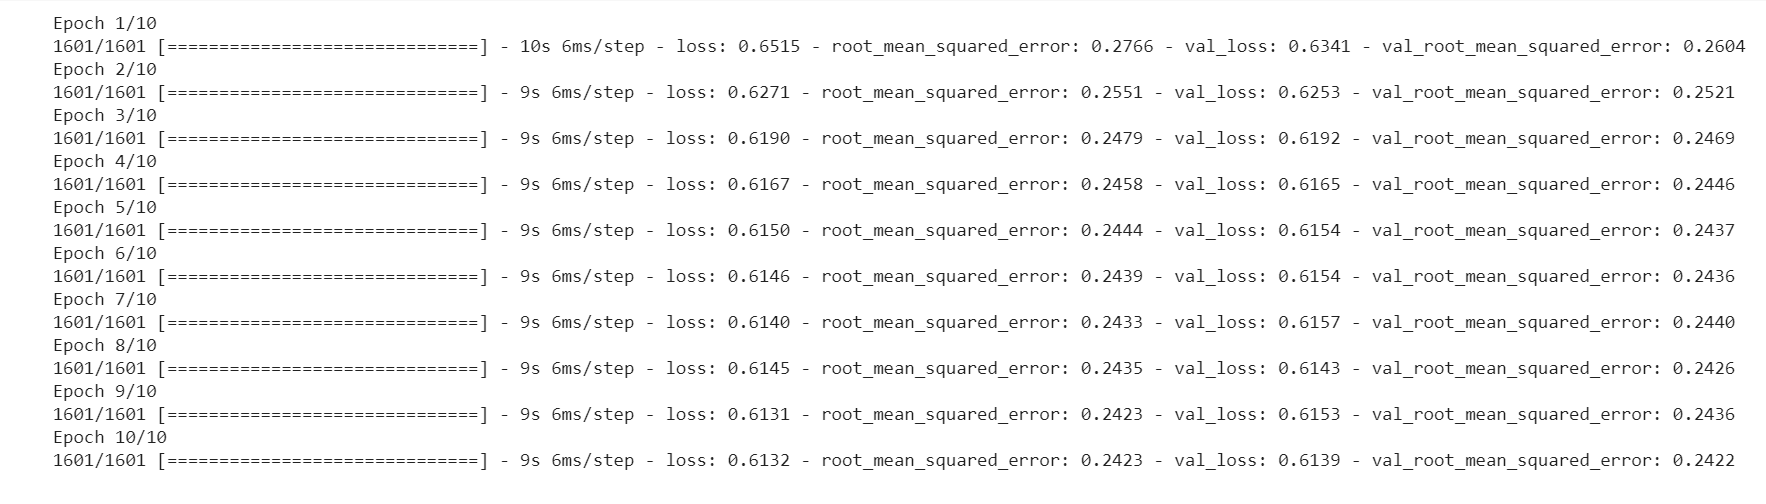 Epoch 1/10
1601/1601 [==============================] - 10s 6ms/step - loss: 0.6515 - root_mean_squared_error: 0.2766 - val_loss: 0.6341 - val_root_mean_squared_error: 0.2604
Epoch 2/10
1601/1601 [==============================] - 9s 6ms/step - loss: 0.6271 - root_mean_squared_error: 0.2551 - val_loss: 0.6253 - val_root_mean_squared_error: 0.2521
Epoch 3/10
1601/1601 [==============================] - 9s 6ms/step - loss: 0.6190 - root_mean_squared_error: 0.2479 - val_loss: 0.6192 - val_root_mean_squared_error: 0.2469
Epoch 4/10
1601/1601 [==============================] - 9s 6ms/step - loss: 0.6167 - root_mean_squared_error: 0.2458 - val_loss: 0.6165 - val_root_mean_squared_error: 0.2446
Epoch 5/10
1601/1601 [==============================] - 9s 6ms/step - loss: 0.6150 - root_mean_squared_error: 0.2444 - val_loss: 0.6154 - val_root_mean_squared_error: 0.2437
Epoch 6/10
1601/1601 [==============================] - 9s 6ms/step - loss: 0.6146 - root_mean_squared_error: 0.2439 - val_loss: 0.6154 - val_root_mean_squared_error: 0.2436
Epoch 7/10
1601/1601 [==============================] - 9s 6ms/step - loss: 0.6140 - root_mean_squared_error: 0.2433 - val_loss: 0.6157 - val_root_mean_squared_error: 0.2440
Epoch 8/10
1601/1601 [==============================] - 9s 6ms/step - loss: 0.6145 - root_mean_squared_error: 0.2435 - val_loss: 0.6143 - val_root_mean_squared_error: 0.2426
Epoch 9/10
1601/1601 [==============================] - 9s 6ms/step - loss: 0.6131 - root_mean_squared_error: 0.2423 - val_loss: 0.6153 - val_root_mean_squared_error: 0.2436
Epoch 10/10
1601/1601 [==============================] - 9s 6ms/step - loss: 0.6132 - root_mean_squared_error: 0.2423 - val_loss: 0.6139 - val_root_mean_squared_error: 0.2422